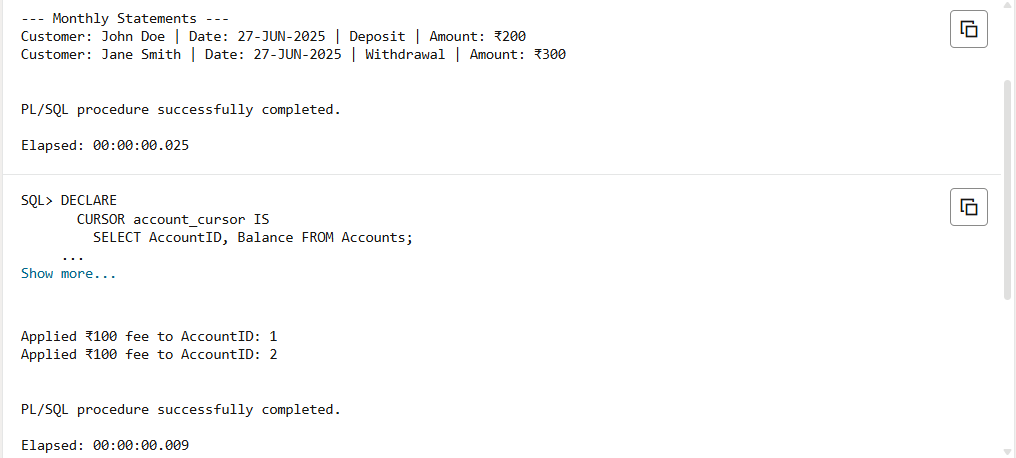 --- Monthly Statements ---
Customer: John Doe | Date: 27-JUN-2025 | Deposit | Amount: ₹200
Customer: Jane Smith | Date: 27-JUN-2025 | Withdrawal | Amount: ₹300
PL/SQL procedure successfully completed.
Elapsed: 00:00:00.025
SQL> DECLARE
CURSOR account_cursor IS
SELECT AccountID, Balance FROM Accounts;
...
Show more...
Applied ₹100 fee to AccountID: 1
Applied ₹100 fee to AccountID: 2
PL/SQL procedure successfully completed.
Elapsed: 00:00:00.009